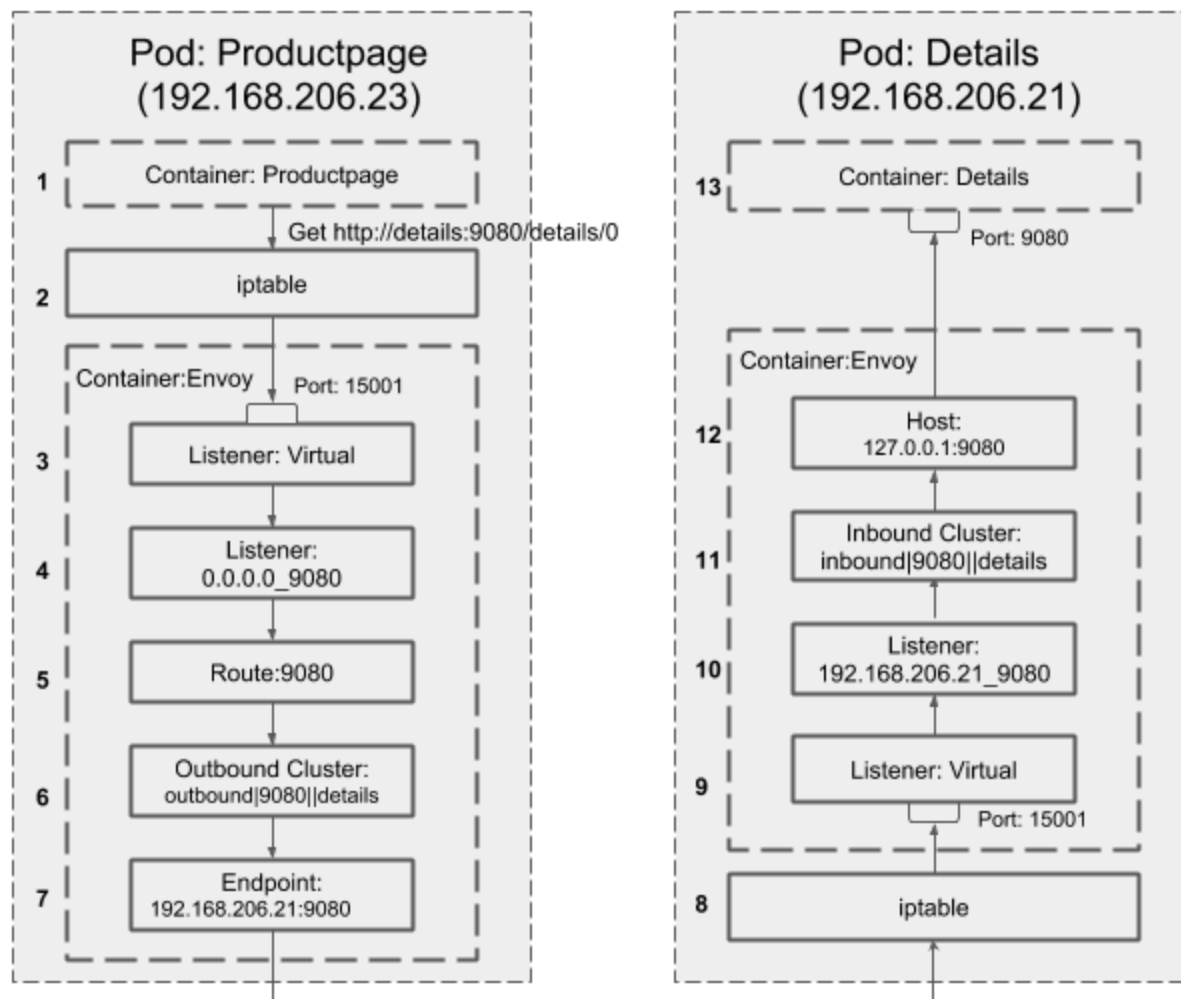 Pod: Productpage
(192.168.206.23)
1
Container: Productpage
Get http://details:9080/details/0
2
iptable
Container:Envoy
Port: 15001
3
Listener: Virtual
4
Listener:
0.0.0.0_9080
5
Route:9080
6
Outbound Cluster:
outbound|9080||details
7
Endpoint:
192.168.206.21:9080
Pod: Details
(192.168.206.21)
13
Container: Details
Port: 9080
Container:Envoy
12
Host:
127.0.0.1:9080
11
Inbound Cluster:
inbound|9080||details
10
Listener:
192.168.206.21_9080
9
Listener: Virtual
Port: 15001
8
iptable